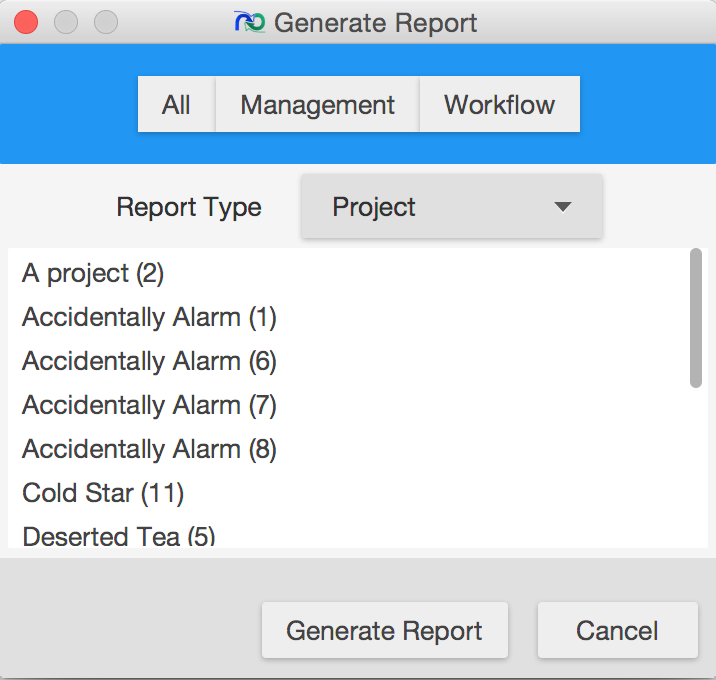 Generate Report
All Management Workflow
Report Type Project
A project (2)
Accidentally Alarm (1)
Accidentally Alarm (6)
Accidentally Alarm (7)
Accidentally Alarm (8)
Cold Star (11)
Deserted Tea (5)
Generate Report Cancel